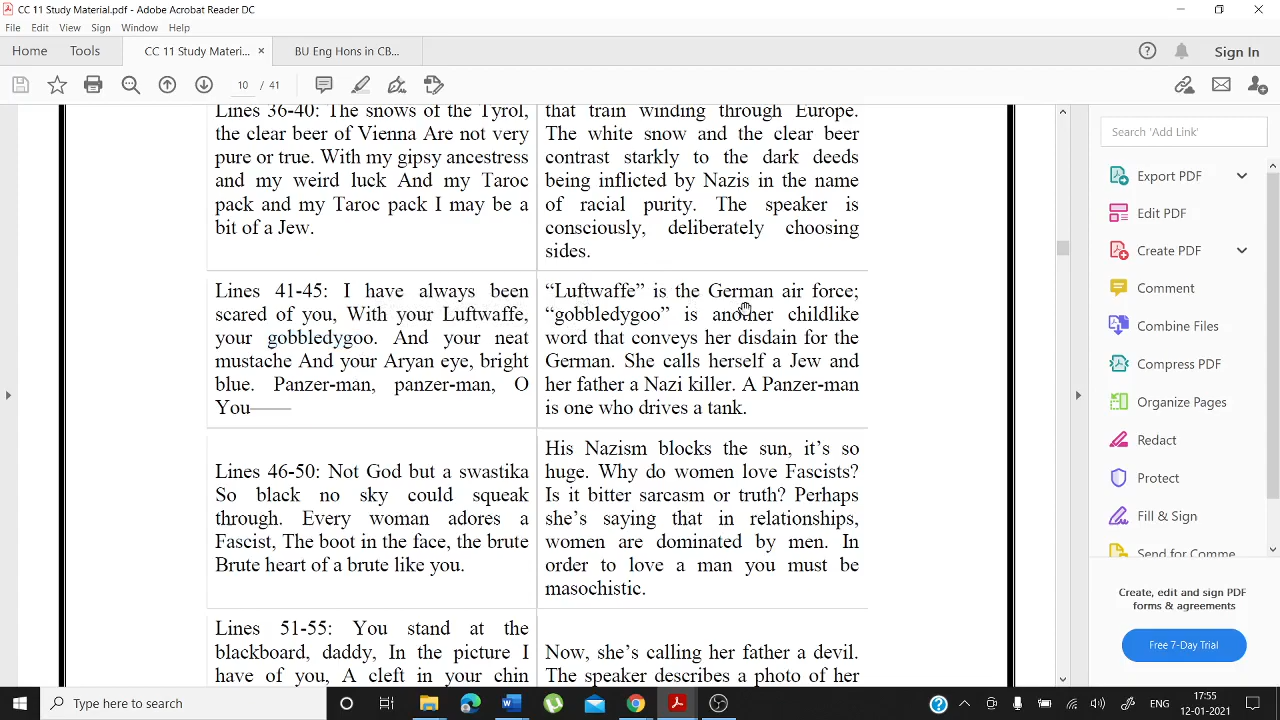 CC 11 Study Material.pdf - Adobe Acrobat Reader DC
File Edit View Sign Window Help
Home Tools CC 11 Study Materi... × BU Eng Hons in CB... Sign In
10 / 41
Lines 36-40: The snows of the Tyrol,
the clear beer of Vienna Are not very
pure or true. With my gipsy ancestress
and my weird luck And my Taroc
pack and my Taroc pack I may be a
bit of a Jew.
that train winding through Europe.
The white snow and the clear beer
contrast starkly to the dark deeds
being inflicted by Nazis in the name
of racial purity. The speaker is
consciously, deliberately choosing
sides.
Lines 41-45: I have always been
scared of you, With your Luftwaffe,
your gobbledygoo. And your neat
mustache And your Aryan eye, bright
blue. Panzer-man, panzer-man, O
You——
“Luftwaffe” is the German air force;
“gobbledygoo” is another childlike
word that conveys her disdain for the
German. She calls herself a Jew and
her father a Nazi killer. A Panzer-man
is one who drives a tank.
Lines 46-50: Not God but a swastika
So black no sky could squeak
through. Every woman adores a
Fascist, The boot in the face, the brute
Brute heart of a brute like you.
His Nazism blocks the sun, it’s so
huge. Why do women love Fascists?
Is it bitter sarcasm or truth? Perhaps
she’s saying that in relationships,
women are dominated by men. In
order to love a man you must be
masochistic.
Lines 51-55: You stand at the
blackboard, daddy, In the picture I
have of you, A cleft in your chin
Now, she’s calling her father a devil.
The speaker describes a photo of her
Search 'Add Link'
Export PDF
Edit PDF
Create PDF
Comment
Combine Files
Compress PDF
Organize Pages
Redact
Protect
Fill & Sign
Send for Comme
Create, edit and sign PDF
forms & agreements
Free 7-Day Trial
Type here to search
ENG
17:55
12-01-2021